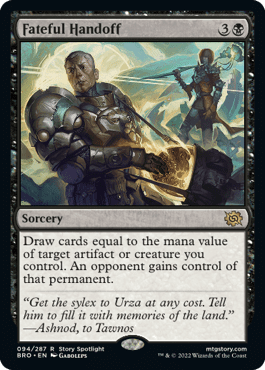 Fateful Handoff 3
Sorcery
Draw cards equal to the mana value
of target artifact or creature you
control. An opponent gains control of
that permanent.
“Get the sylex to Urza at any cost. Tell
him to fill it with memories of the land.”
—Ashnod, to Tawnos
094/287 R Story Spotlight mtgstory.com
BRO • EN Gaboleps ™ & © 2022 Wizards of the Coast